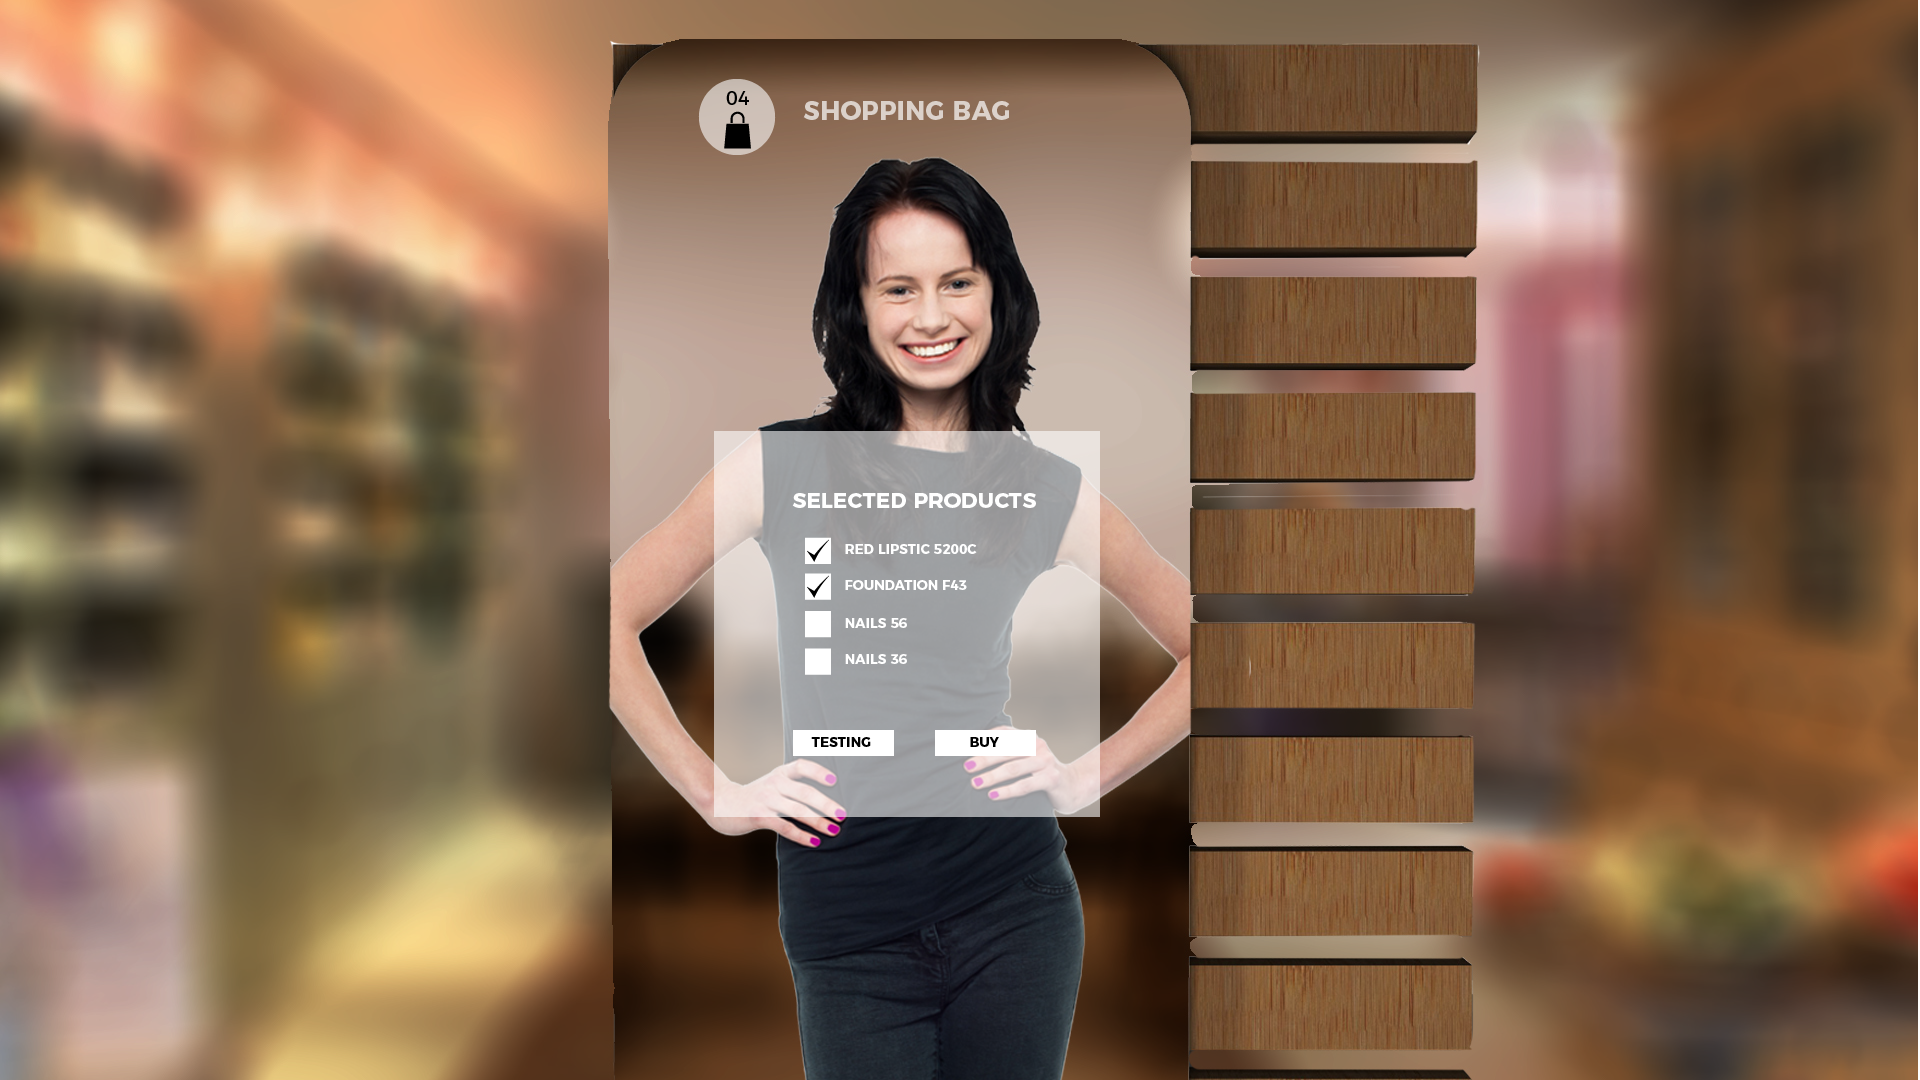 04
SHOPPING BAG
SELECTED PRODUCTS
RED LIPSTIC 5200C
FOUNDATION F43
NAILS 56
NAILS 36
TESTING
BUY